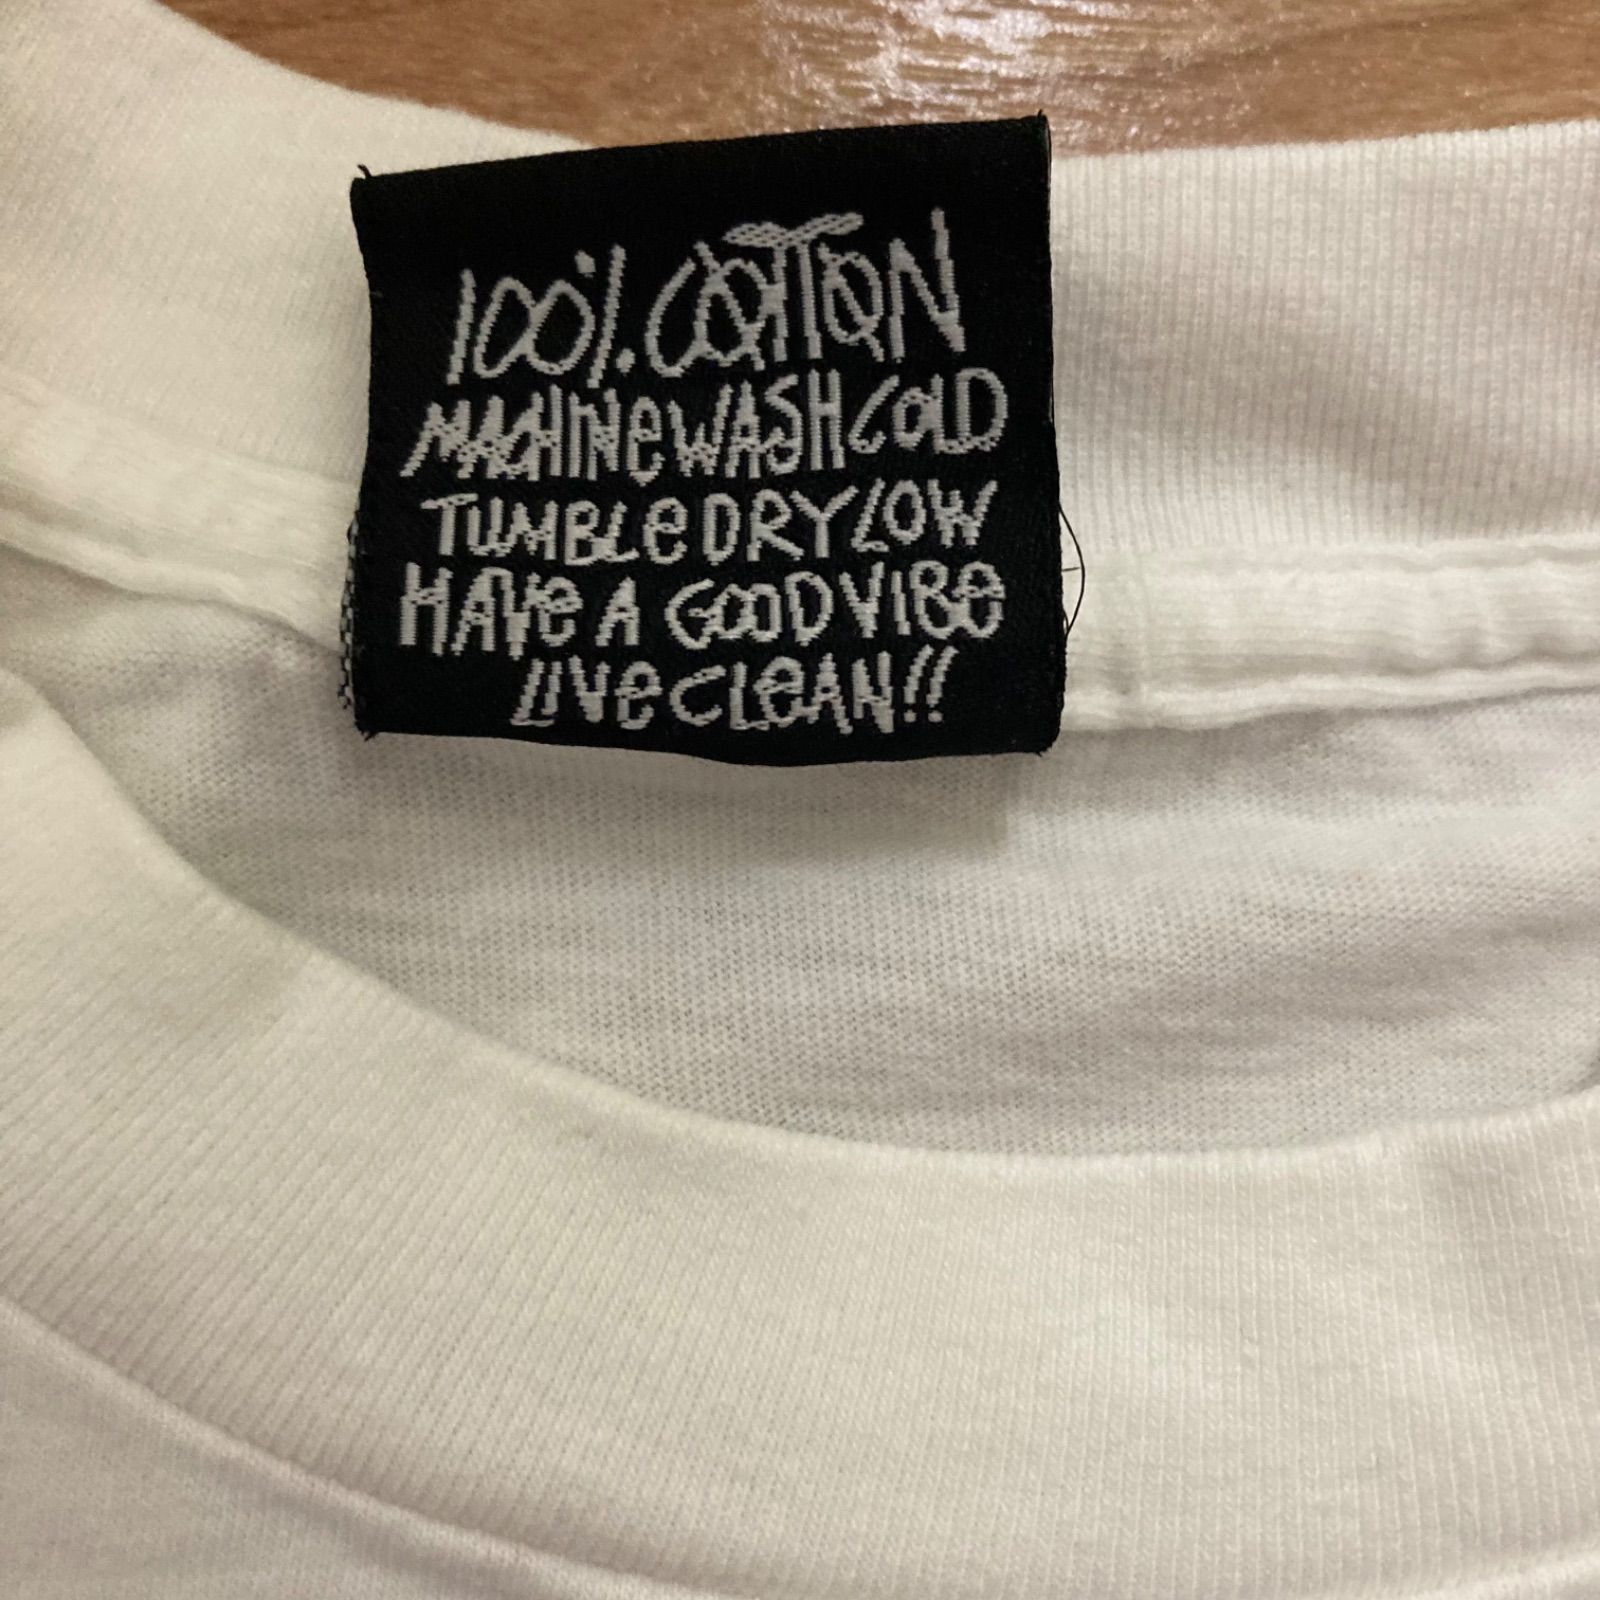 100%. COTTON
MACHINe WASH COLD
TUMBLe DRY LOW
HAVe A GOOD VIBe
LIVe CLeAN!!